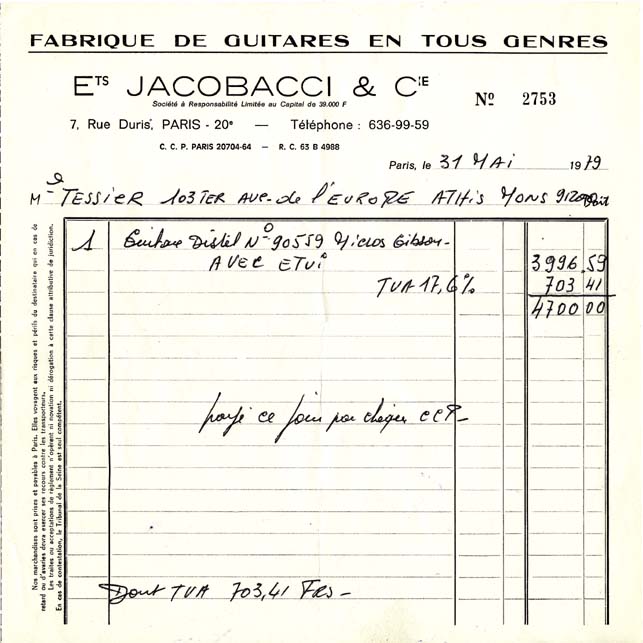 FABRIQUE DE GUITARES EN TOUS GENRES
ETS JACOBACCI & CIE
Société à Responsabilité Limitée au Capital de 39.000 F
No 2753
7, Rue Duris, PARIS - 20e — Téléphone : 636-99-59
C. C. P. PARIS 20704-64 — R. C. 63 B 4988
Paris, le 31 MAI 1979
M le TESSIER 103 TER AVE. de l'EUROPE ATHIS MONS 91200 Doit
1 Guitare Distel No 90559 Micros Gibson -
AVEC ETUI 3996.59
TVA 17,6% 703 41
4700 00
payé ce jour par chèque CCP -
Dont TVA 703,41 FRS -
Nos marchandises sont prises et payables à Paris. Elles voyagent aux risques et périls du destinataire qui en cas de
retard ou d'avaries devra exercer ses recours contre les transporteurs.
Les traites ou acceptations de règlement n'opèrent ni novation ni dérogation à cette clause attributive de juridiction.
En cas de contestation, le Tribunal de la Seine est seul compétent.